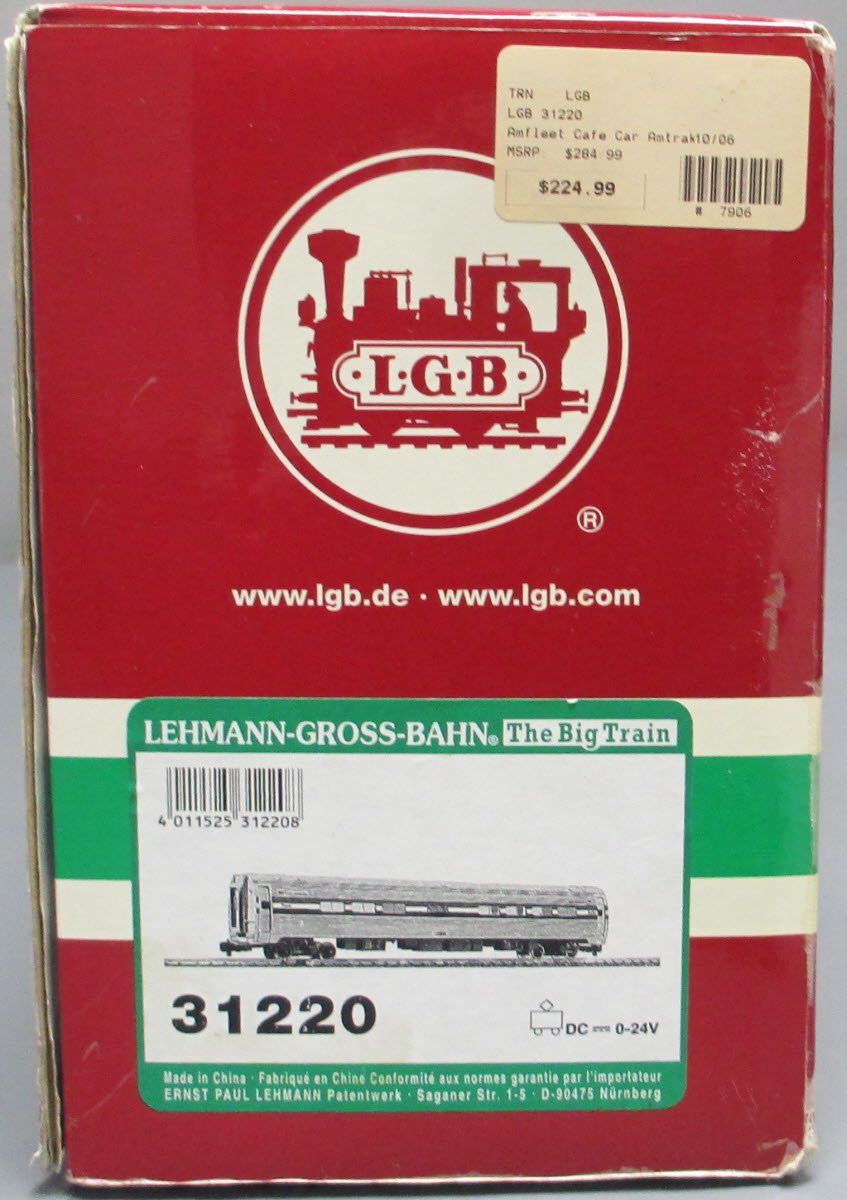 TRN LGB
LGB 31220
Amfleet Cafe Car Amtrak10/06
MSRP $284.99
$224.99
# 7906
L·G·B
®
www.lgb.de · www.lgb.com
LEHMANN-GROSS-BAHN® The Big Train
4 011525 312208
31220
DC 0-24V
Made in China · Fabriqué en Chine Conformité aux normes garantie par l'importateur
ERNST PAUL LEHMANN Patentwerk · Saganer Str. 1-5 · D-90475 Nürnberg